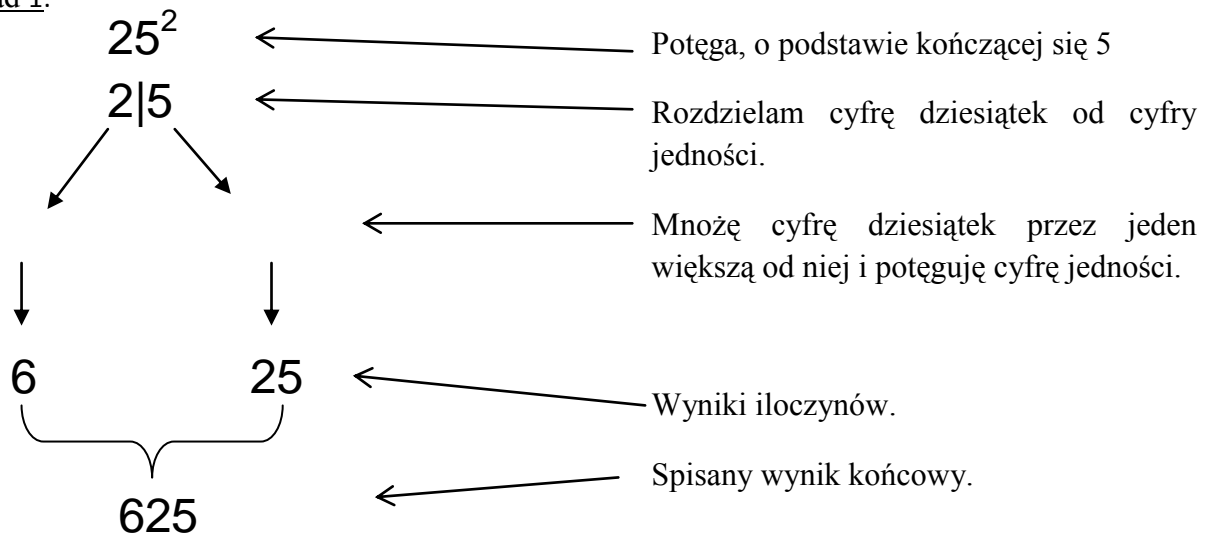 ad 1.
25²
Potęga, o podstawie kończącej się 5
2|5
Rozdzielam cyfrę dziesiątek od cyfry
jedności.
Mnożę cyfrę dziesiątek przez jeden
większą od niej i potęguję cyfrę jedności.
6 25
Wyniki iloczynów.
Spisany wynik końcowy.
625